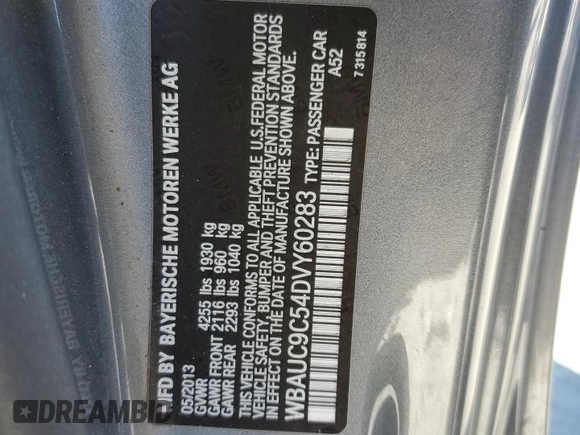 MFD BY BAYERISCHE MOTOREN WERKE AG
05/2013
GVWR 4255 lbs 1930 kg
GAWR FRONT 2116 lbs 960 kg
GAWR REAR 2293 lbs 1040 kg
THIS VEHICLE CONFORMS TO ALL APPLICABLE U.S.FEDERAL MOTOR
VEHICLE SAFETY, BUMPER AND THEFT PREVENTION STANDARDS
IN EFFECT ON THE DATE OF MANUFACTURE SHOWN ABOVE.
WBAUC9C54DVY60283 TYPE: PASSENGER CAR
A52
7 315 814
DREAMBID